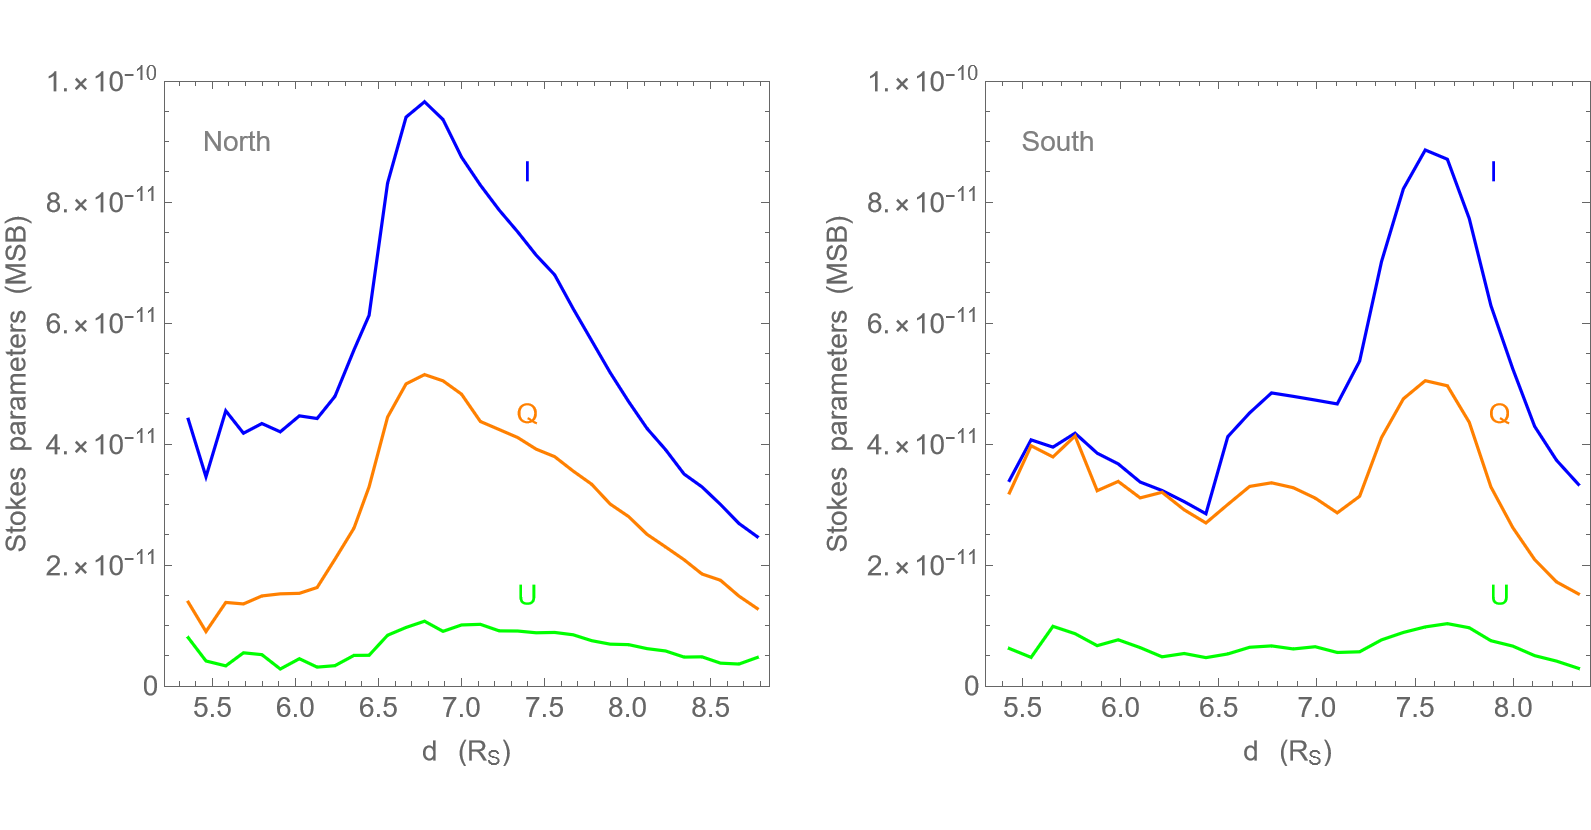 North
I
Q
U
Stokes parameters (MSB)
1.×10⁻¹⁰
8.×10⁻¹¹
6.×10⁻¹¹
4.×10⁻¹¹
2.×10⁻¹¹
0
5.5 6.0 6.5 7.0 7.5 8.0 8.5
d (R_S)
South
I
Q
U
Stokes parameters (MSB)
1.×10⁻¹⁰
8.×10⁻¹¹
6.×10⁻¹¹
4.×10⁻¹¹
2.×10⁻¹¹
0
5.5 6.0 6.5 7.0 7.5 8.0
d (R_S)